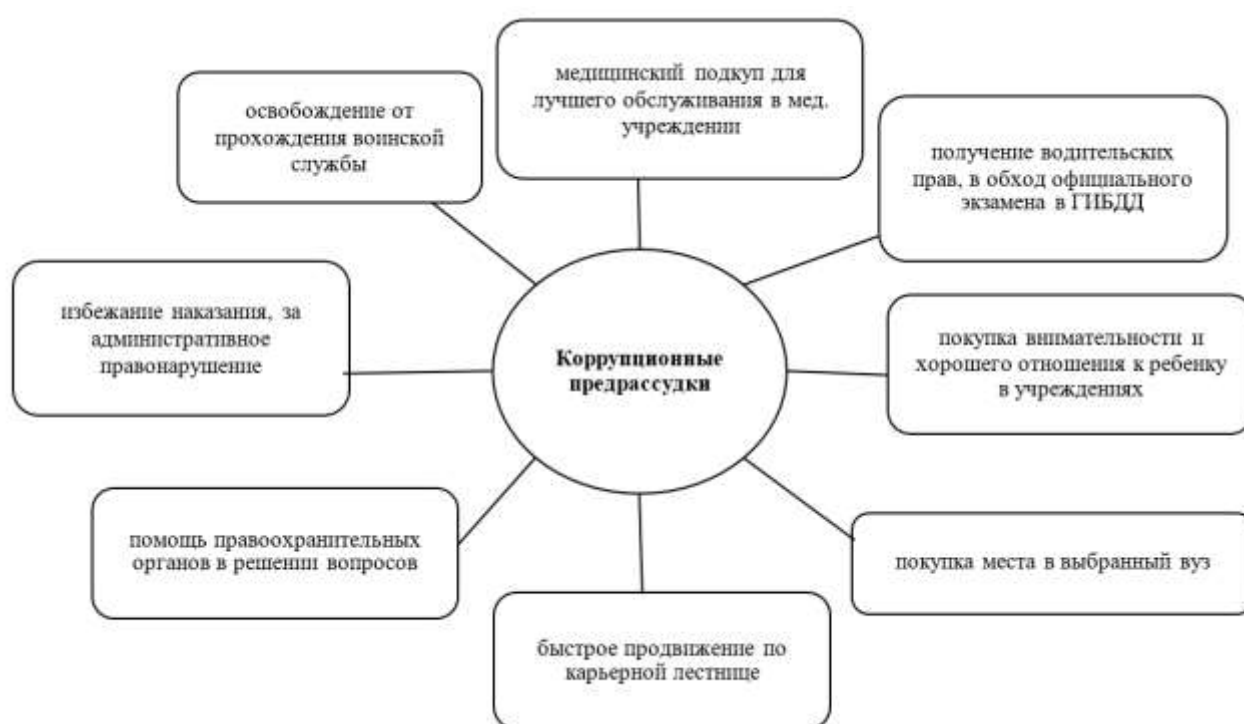 медицинский подкуп для
лучшего обслуживания в мед.
учреждении
освобождение от
прохождения воинской
службы
получение водительских
прав, в обход официального
экзамена в ГИБДД
избежание наказания, за
административное
правонарушение
Коррупционные
предрассудки
покупка внимательности и
хорошего отношения к ребенку
в учреждениях
помощь правоохранительных
органов в решении вопросов
покупка места в выбранный вуз
быстрое продвижение по
карьерной лестнице